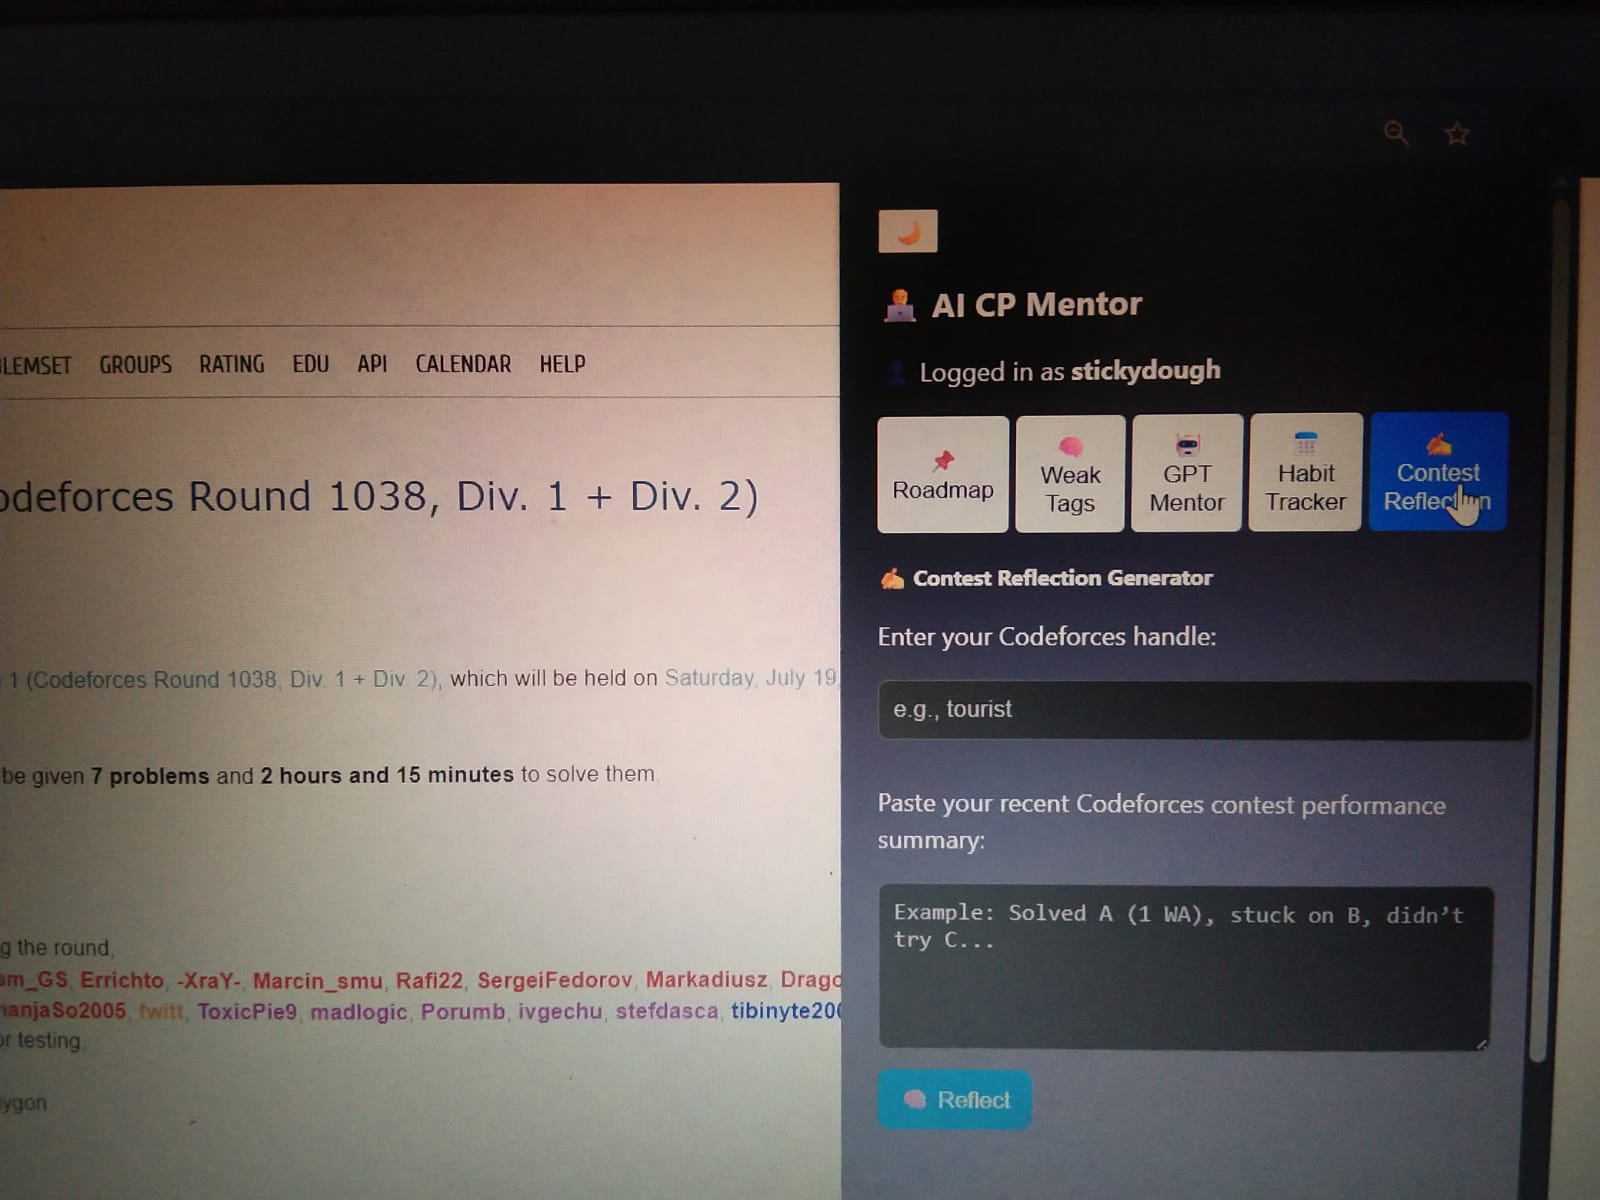 GROUPS RATING EDU API CALENDAR HELP
Codeforces Round 1038, Div. 1 + Div. 2)
1 (Codeforces Round 1038, Div. 1 + Div. 2), which will be held on Saturday, July 19
be given 7 problems and 2 hours and 15 minutes to solve them.
g the round,
am_GS, Errichto, -XraY-, Marcin_smu, Rafi22, SergeiFedorov, Markadiusz, Drago
nanjaSo2005, fwitt, ToxicPie9, madlogic, Porumb, ivgechu, stefdasca, tibinyte200
or testing,
ygon.
AI CP Mentor
Logged in as stickydough
Roadmap
Weak
Tags
GPT
Mentor
Habit
Tracker
Contest
Reflection
Contest Reflection Generator
Enter your Codeforces handle:
e.g., tourist
Paste your recent Codeforces contest performance
summary:
Example: Solved A (1 WA), stuck on B, didn’t
try C...
Reflect